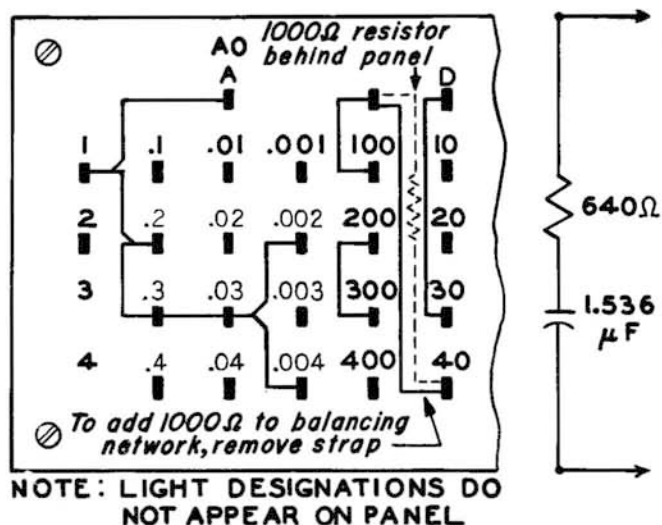 1000Ω resistor
behind panel
AO
A D
1 .1 .01 .001 100 10
2 .2 .02 .002 200 20
3 .3 .03 .003 300 30
4 .4 .04 .004 400 40
To add 1000Ω to balancing
network, remove strap
640Ω
1.536
μF
NOTE: LIGHT DESIGNATIONS DO
NOT APPEAR ON PANEL